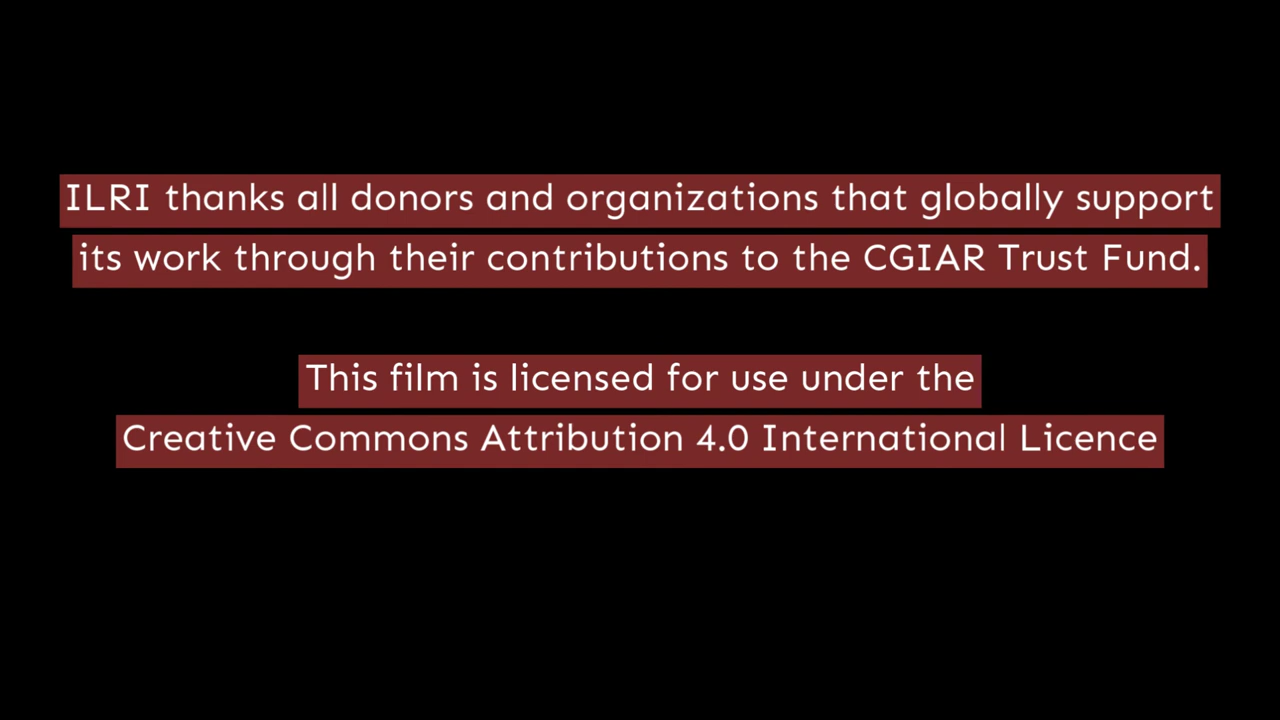 ILRI thanks all donors and organizations that globally support
its work through their contributions to the CGIAR Trust Fund.
This film is licensed for use under the
Creative Commons Attribution 4.0 International Licence